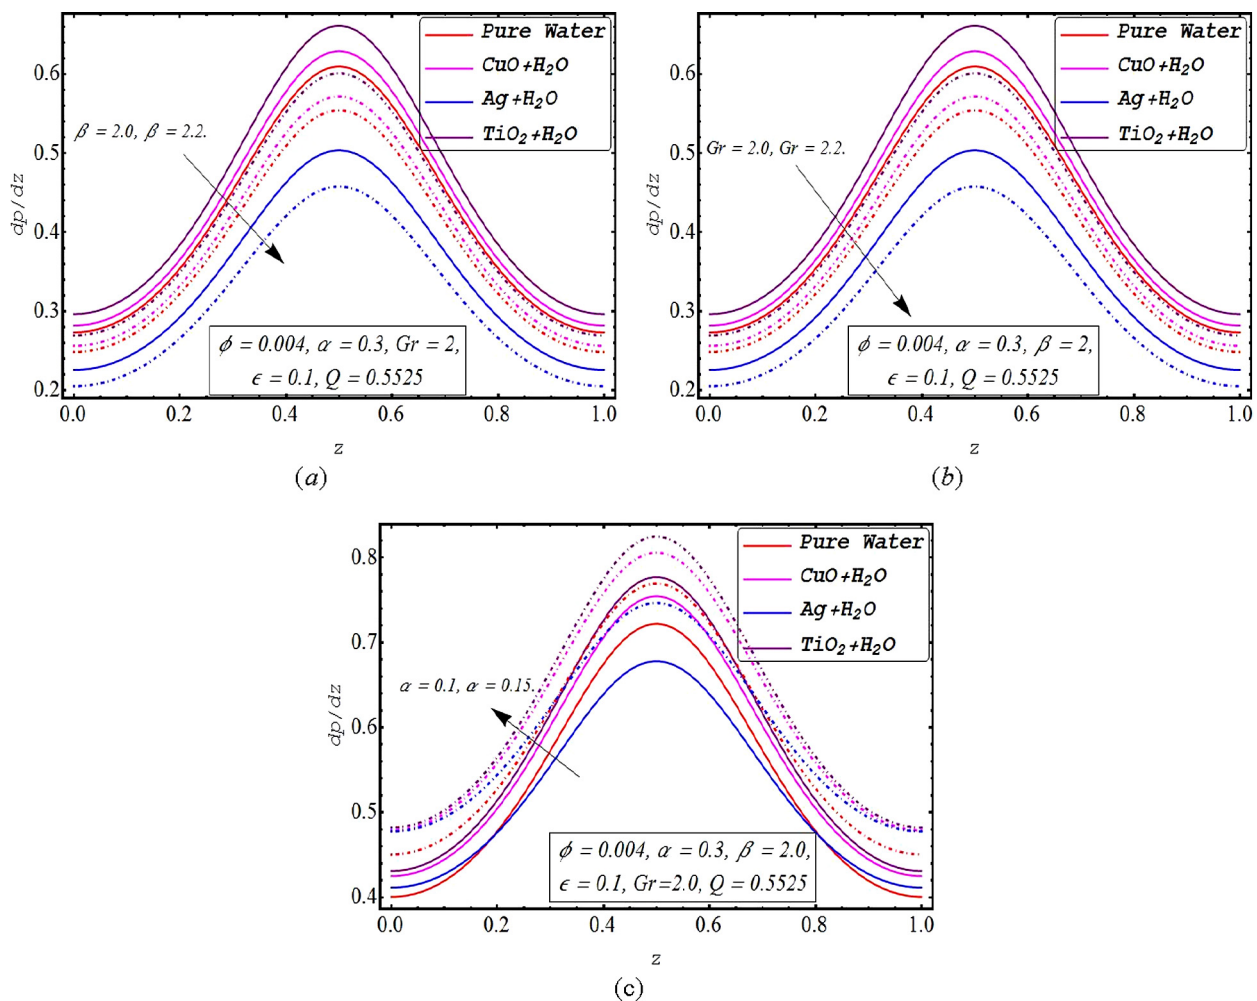 Pure Water
CuO+H₂O
Ag+H₂O
TiO₂+H₂O
β = 2.0, β = 2.2.
dp/dz
0.6
0.5
0.4
0.3
0.2
ϕ = 0.004, α = 0.3, Gr = 2,
ϵ = 0.1, Q = 0.5525
0.0 0.2 0.4 0.6 0.8 1.0
z
(a)
Pure Water
CuO+H₂O
Ag+H₂O
TiO₂+H₂O
Gr = 2.0, Gr = 2.2.
dp/dz
0.6
0.5
0.4
0.3
0.2
ϕ = 0.004, α = 0.3, β = 2,
ϵ = 0.1, Q = 0.5525
0.0 0.2 0.4 0.6 0.8 1.0
z
(b)
Pure Water
CuO+H₂O
Ag+H₂O
TiO₂+H₂O
α = 0.1, α = 0.15.
dp/dz
0.8
0.7
0.6
0.5
0.4
ϕ = 0.004, α = 0.3, β = 2.0,
ϵ = 0.1, Gr=2.0, Q = 0.5525
0.0 0.2 0.4 0.6 0.8 1.0
z
(c)